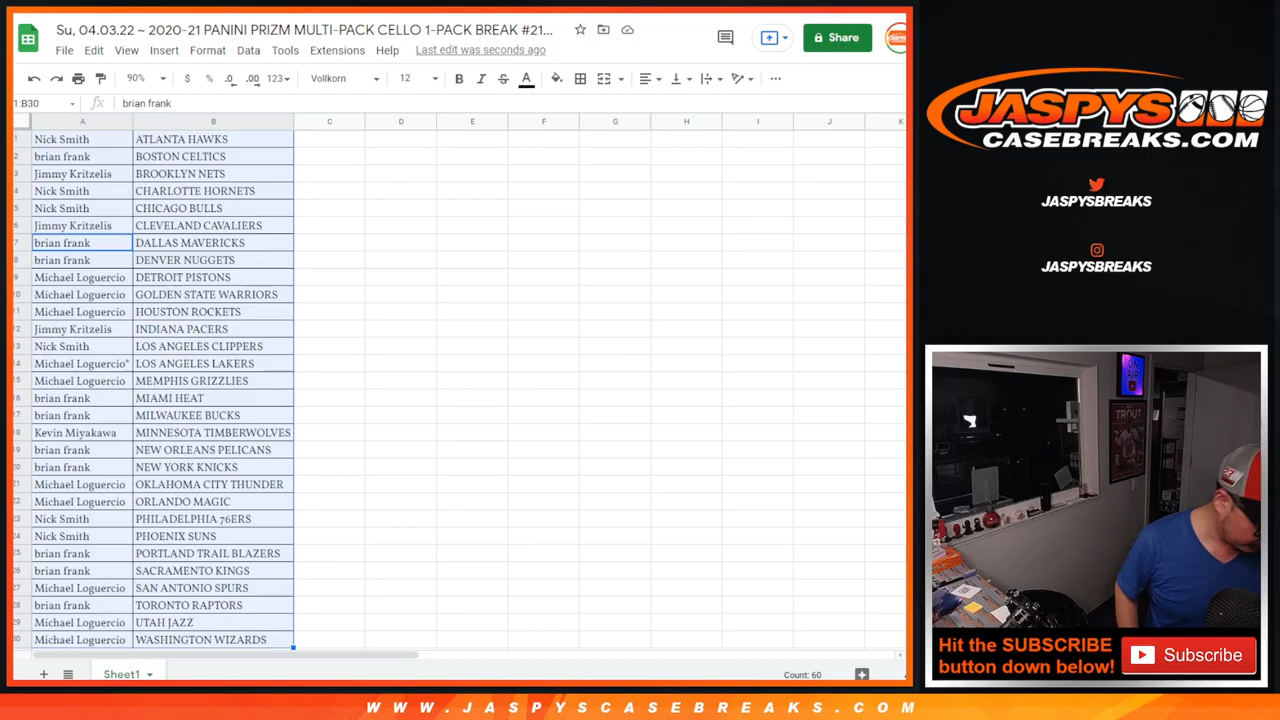 Su, 04.03.22 ~ 2020-21 PANINI PRIZM MULTI-PACK CELLO 1-PACK BREAK #21...
File Edit View Insert Format Data Tools Extensions Help Last edit was seconds ago
Share
90% $ % .0 .00 123 Vollkorn 12 B I S A
1:B30 fx brian frank
A B C D E F G H I J K
1 Nick Smith ATLANTA HAWKS
2 brian frank BOSTON CELTICS
3 Jimmy Kritzelis BROOKLYN NETS
4 Nick Smith CHARLOTTE HORNETS
5 Nick Smith CHICAGO BULLS
6 Jimmy Kritzelis CLEVELAND CAVALIERS
7 brian frank DALLAS MAVERICKS
8 brian frank DENVER NUGGETS
9 Michael Loguercio DETROIT PISTONS
10 Michael Loguercio GOLDEN STATE WARRIORS
11 Michael Loguercio HOUSTON ROCKETS
12 Jimmy Kritzelis INDIANA PACERS
13 Nick Smith LOS ANGELES CLIPPERS
14 Michael Loguercio* LOS ANGELES LAKERS
15 Michael Loguercio MEMPHIS GRIZZLIES
16 brian frank MIAMI HEAT
17 brian frank MILWAUKEE BUCKS
18 Kevin Miyakawa MINNESOTA TIMBERWOLVES
19 brian frank NEW ORLEANS PELICANS
20 brian frank NEW YORK KNICKS
21 Michael Loguercio OKLAHOMA CITY THUNDER
22 Michael Loguercio ORLANDO MAGIC
23 Nick Smith PHILADELPHIA 76ERS
24 Nick Smith PHOENIX SUNS
25 brian frank PORTLAND TRAIL BLAZERS
26 brian frank SACRAMENTO KINGS
27 Michael Loguercio SAN ANTONIO SPURS
28 brian frank TORONTO RAPTORS
29 Michael Loguercio UTAH JAZZ
30 Michael Loguercio WASHINGTON WIZARDS
Sheet1
Count: 60
JASPYS
CASEBREAKS.COM
JASPYSBREAKS
JASPYSBREAKS
ON AIR
TROUT
Hit the SUBSCRIBE
button down below!
Subscribe
WWW.JASPYSCASEBREAKS.COM